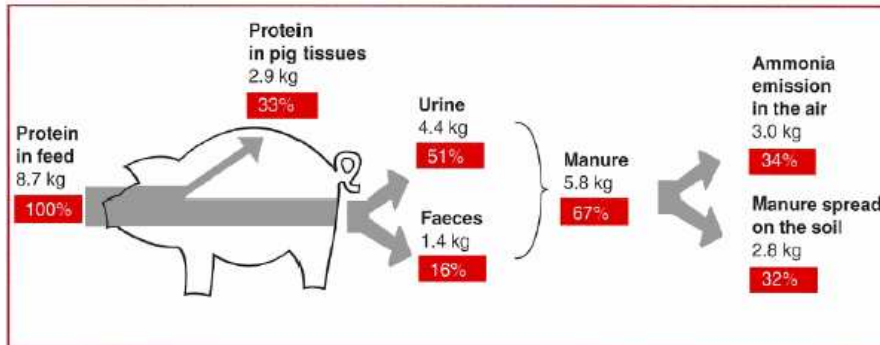 Protein
in feed
8.7 kg
100%
Protein
in pig tissues
2.9 kg
33%
Urine
4.4 kg
51%
Faeces
1.4 kg
16%
Manure
5.8 kg
67%
Ammonia
emission
in the air
3.0 kg
34%
Manure spread
on the soil
2.8 kg
32%